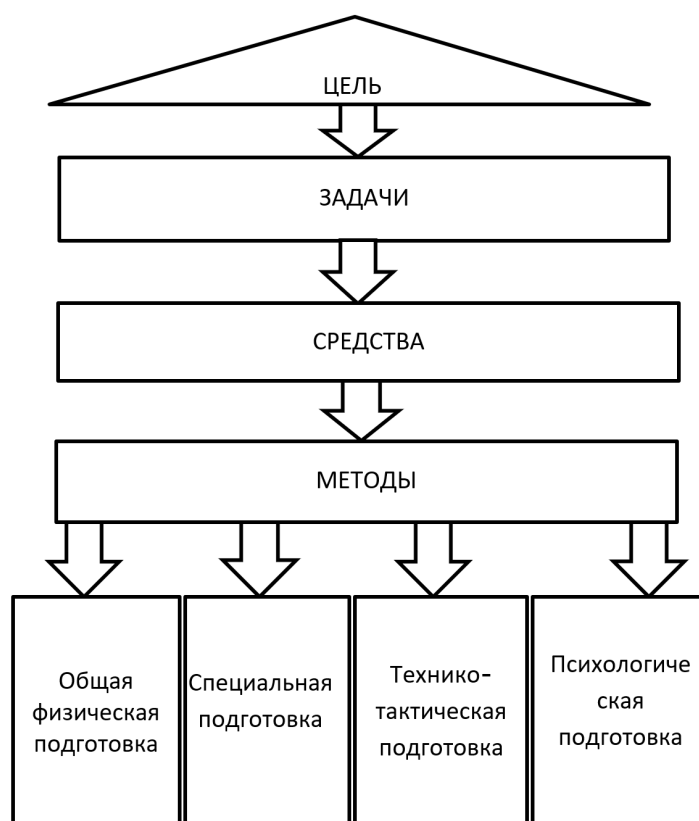 ЦЕЛЬ
ЗАДАЧИ
СРЕДСТВА
МЕТОДЫ
Общая
физическая
подготовка
Специальная
подготовка
Технико-
тактическая
подготовка
Психологиче
ская
подготовка